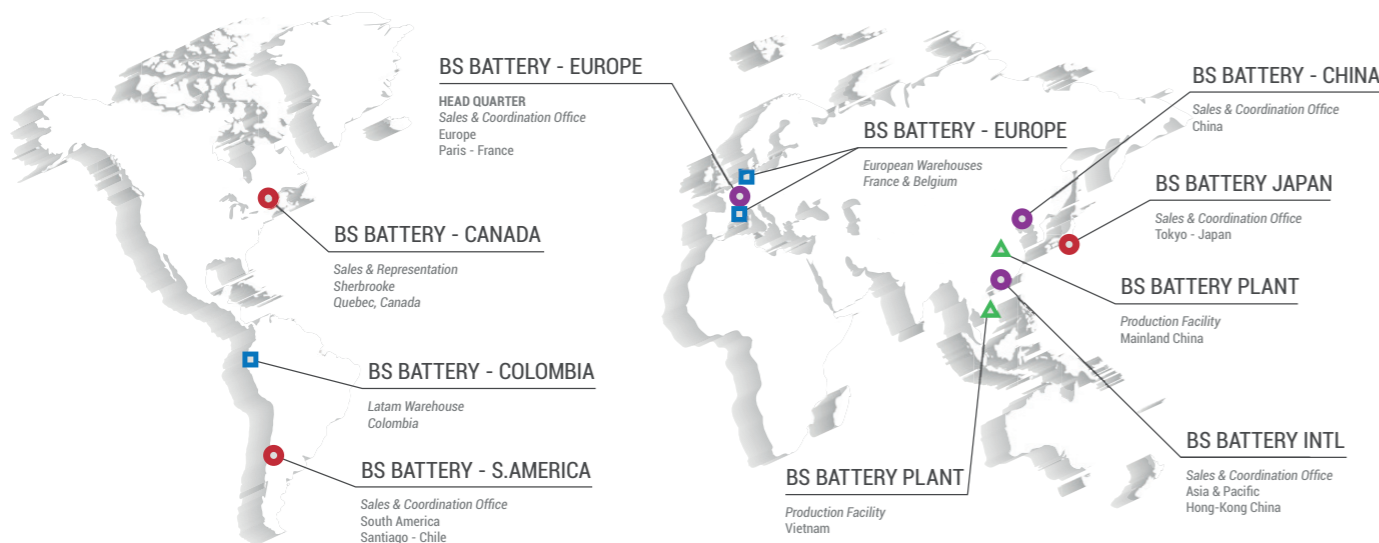 BS BATTERY - EUROPE
HEAD QUARTER
Sales & Coordination Office
Europe
Paris - France
BS BATTERY - CANADA
Sales & Representation
Sherbrooke
Quebec, Canada
BS BATTERY - COLOMBIA
Latam Warehouse
Colombia
BS BATTERY - S.AMERICA
Sales & Coordination Office
South America
Santiago - Chile
BS BATTERY - EUROPE
European Warehouses
France & Belgium
BS BATTERY - CHINA
Sales & Coordination Office
China
BS BATTERY JAPAN
Sales & Coordination Office
Tokyo - Japan
BS BATTERY PLANT
Production Facility
Mainland China
BS BATTERY INTL
Sales & Coordination Office
Asia & Pacific
Hong-Kong China
BS BATTERY PLANT
Production Facility
Vietnam